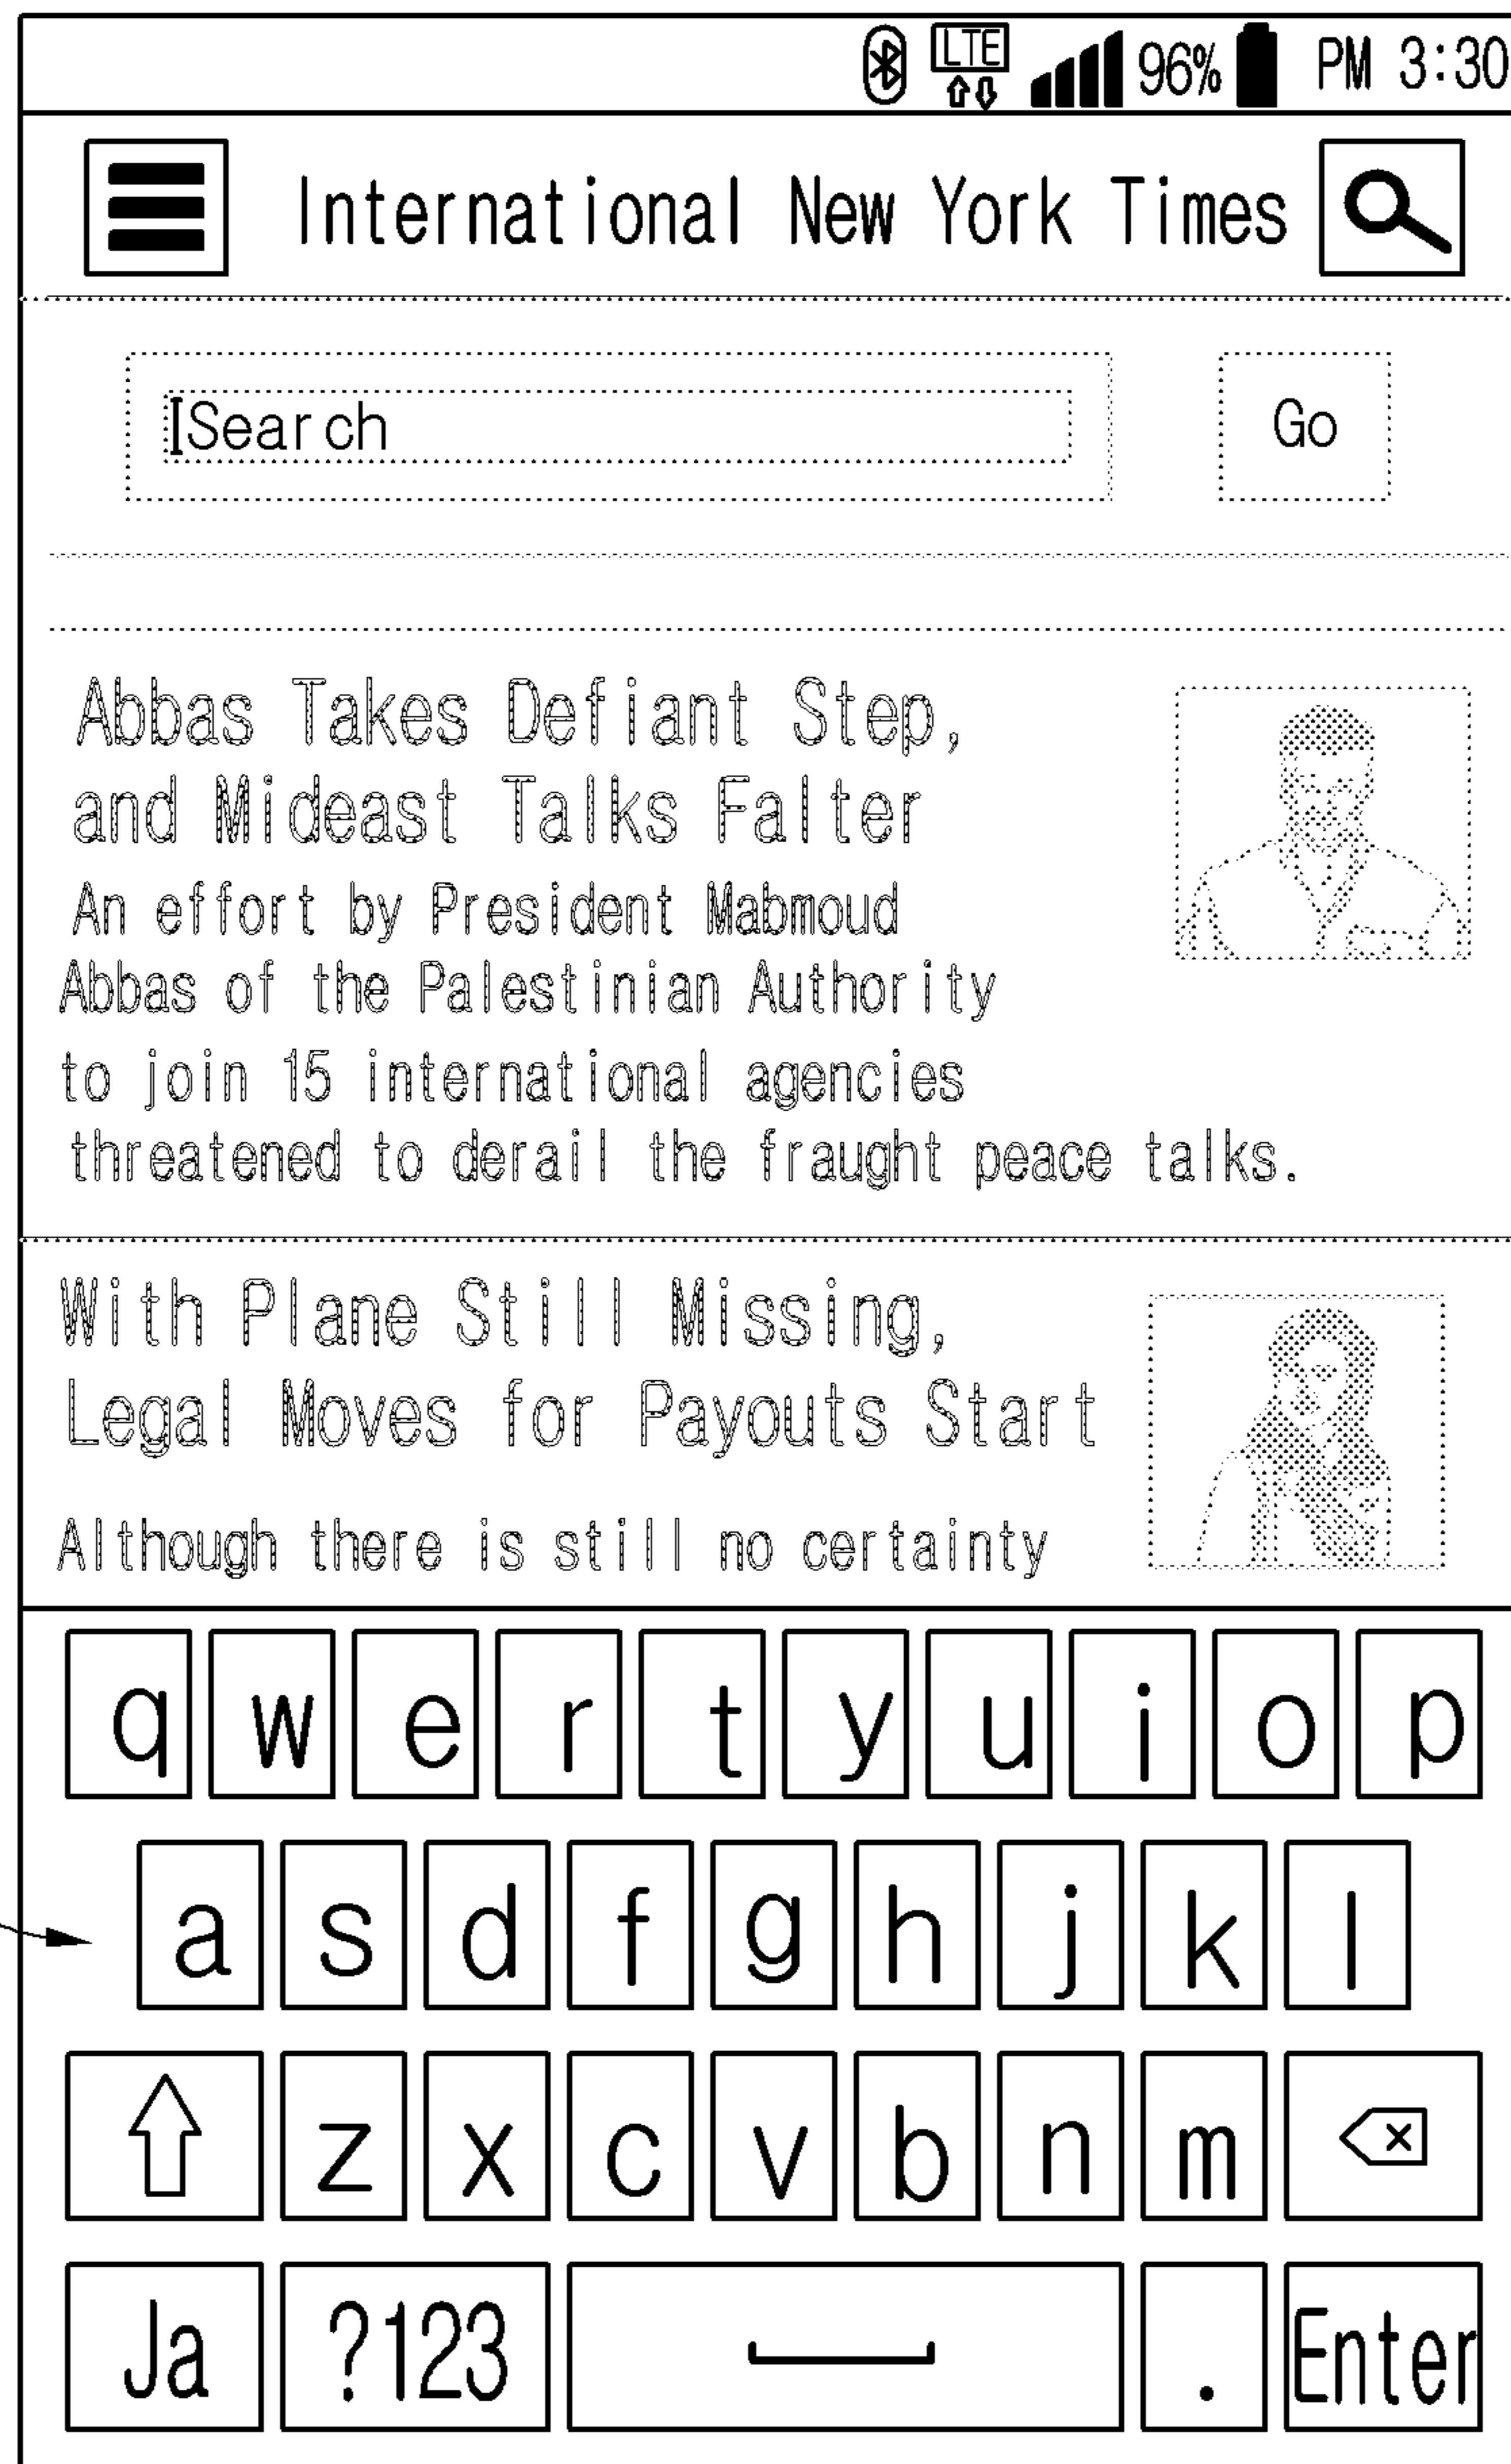 LTE 96% PM 3:30
International New York Times
Search Go
Abbas Takes Defiant Step,
and Mideast Talks Falter
An effort by President Mabmoud
Abbas of the Palestinian Authority
to join 15 international agencies
threatened to derail the fraught peace talks.
With Plane Still Missing,
Legal Moves for Payouts Start
Although there is still no certainty
q w e r t y u i o p
a s d f g h j k l
z x c v b n m
Ja ?123 . Enter